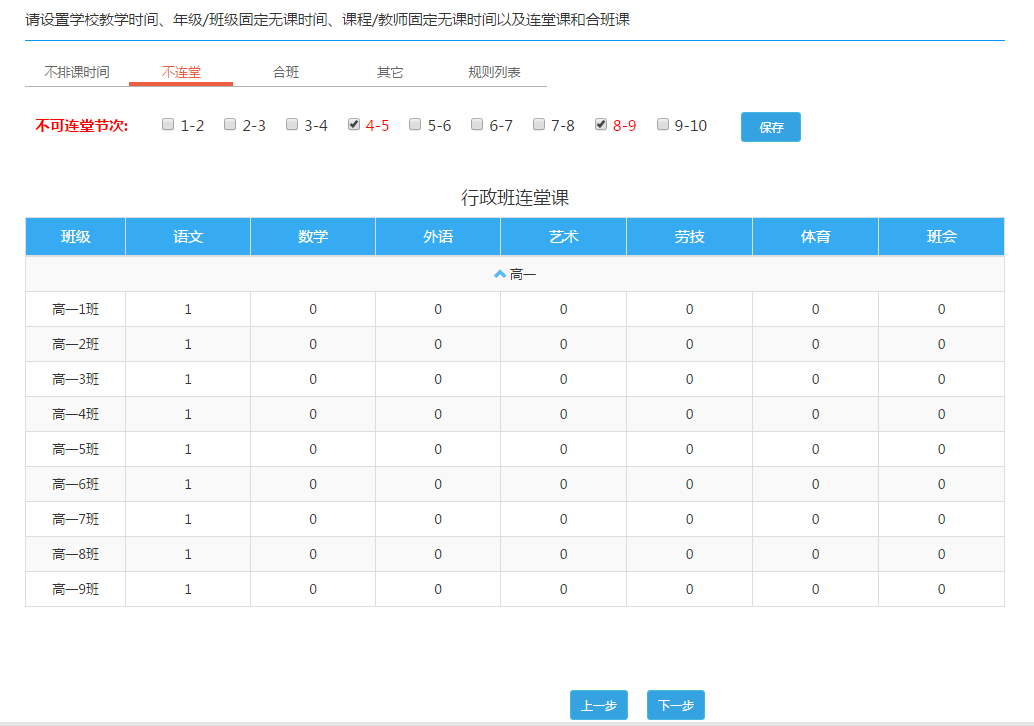 请设置学校教学时间、年级/班级固定无课时间、课程/教师固定无课时间以及连堂课和合班课
不排课时间 不连堂 合班 其它 规则列表
不可连堂节次: 1-2 2-3 3-4 4-5 5-6 6-7 7-8 8-9 9-10 保存
行政班连堂课
班级 语文 数学 外语 艺术 劳技 体育 班会
高一
高一1班 1 0 0 0 0 0 0
高一2班 1 0 0 0 0 0 0
高一3班 1 0 0 0 0 0 0
高一4班 1 0 0 0 0 0 0
高一5班 1 0 0 0 0 0 0
高一6班 1 0 0 0 0 0 0
高一7班 1 0 0 0 0 0 0
高一8班 1 0 0 0 0 0 0
高一9班 1 0 0 0 0 0 0
上一步 下一步